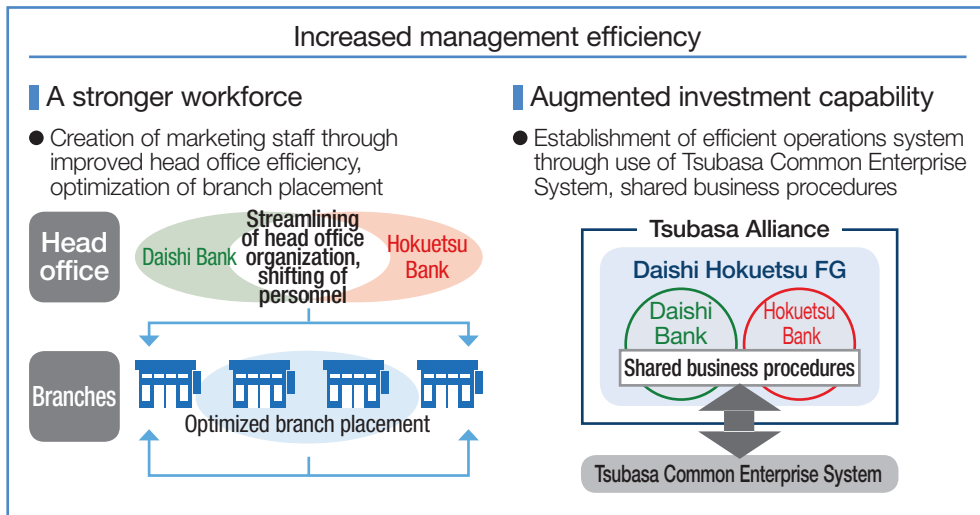 Increased management efficiency
A stronger workforce
● Creation of marketing staff through
improved head office efficiency,
optimization of branch placement
Head
office
Daishi Bank
Streamlining
of head office
organization,
shifting of
personnel
Hokuetsu
Bank
Branches
Optimized branch placement
Augmented investment capability
● Establishment of efficient operations system
through use of Tsubasa Common Enterprise
System, shared business procedures
Tsubasa Alliance
Daishi Hokuetsu FG
Daishi
Bank
Hokuetsu
Bank
Shared business procedures
Tsubasa Common Enterprise System